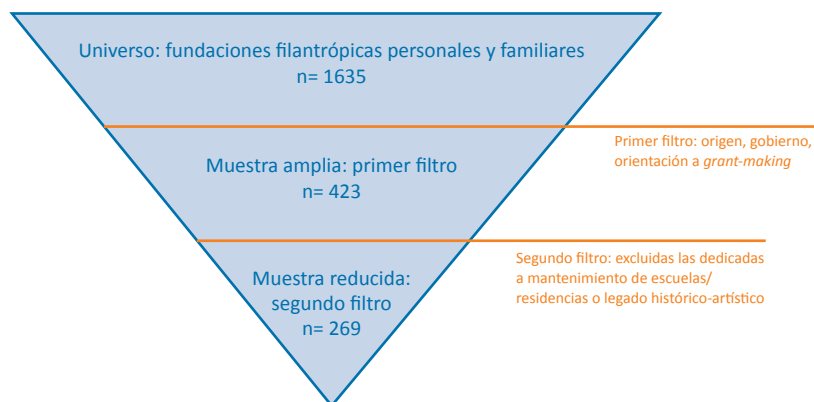 Universo: fundaciones filantrópicas personales y familiares
n= 1635
Primer filtro: origen, gobierno,
orientación a grant-making
Muestra amplia: primer filtro
n= 423
Segundo filtro: excluidas las dedicadas
a mantenimiento de escuelas/
residencias o legado histórico-artístico
Muestra reducida:
segundo filtro
n= 269